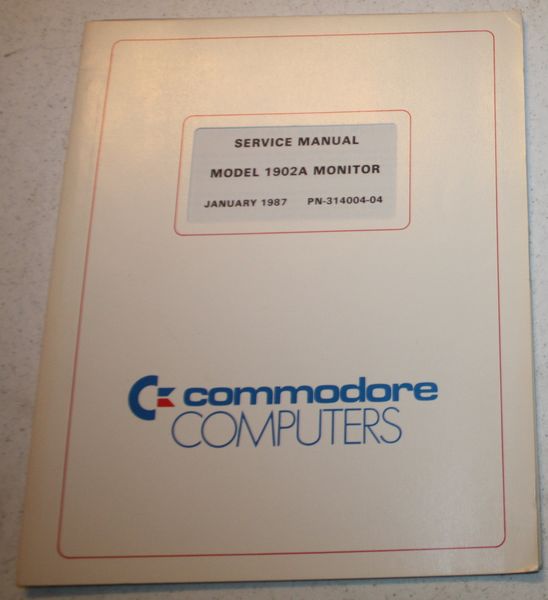 SERVICE MANUAL
MODEL 1902A MONITOR
JANUARY 1987 PN-314004-04
commodore
COMPUTERS